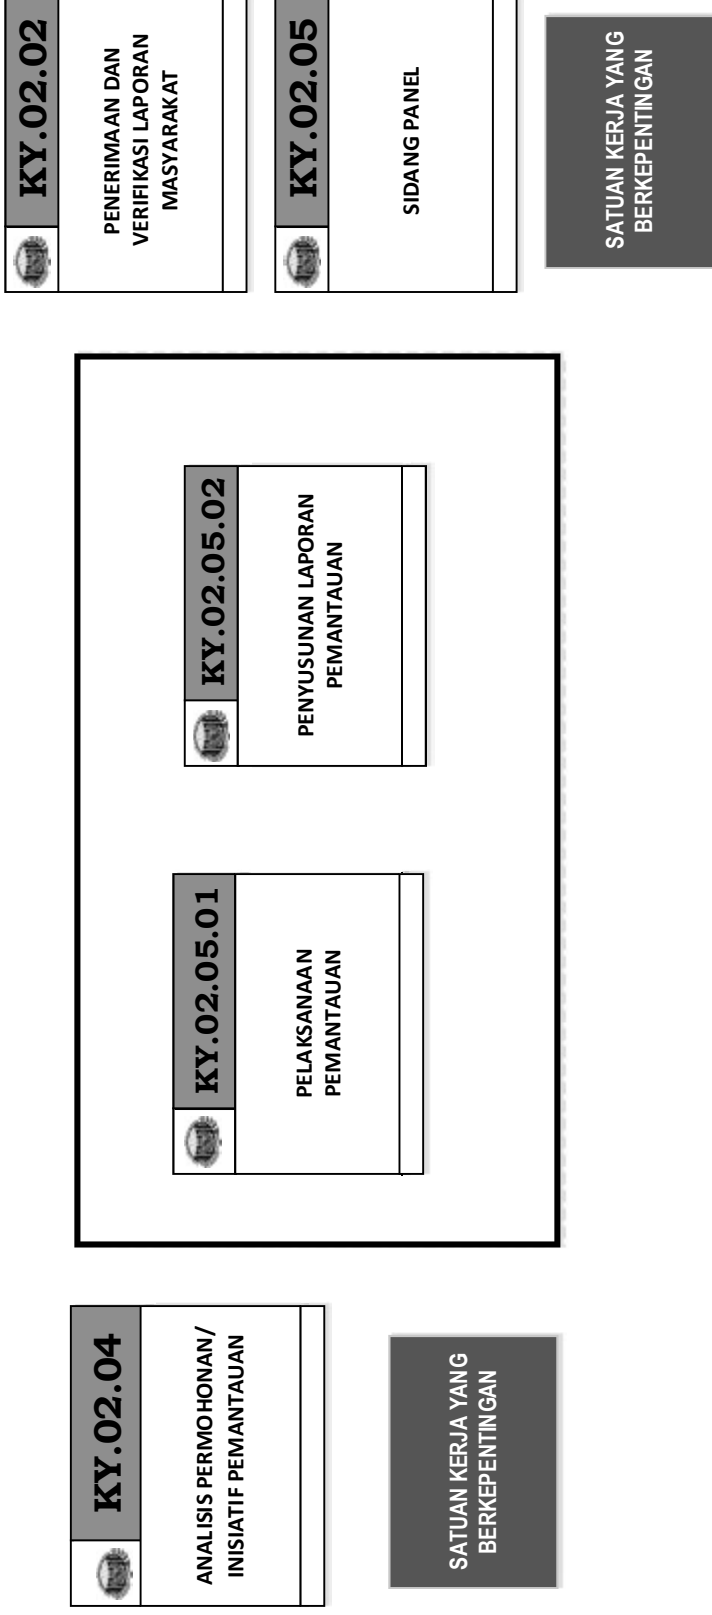 KY.02.04
ANALISIS PERMOHONAN/
INISIATIF PEMANTAUAN
SATUAN KERJA YANG
BERKEPENTINGAN
KY.02.05.01
PELAKSANAAN
PEMANTAUAN
KY.02.05.02
PENYUSUNAN LAPORAN
PEMANTAUAN
KY.02.02
PENERIMAAN DAN
VERIFIKASI LAPORAN
MASYARAKAT
KY.02.05
SIDANG PANEL
SATUAN KERJA YANG
BERKEPENTINGAN